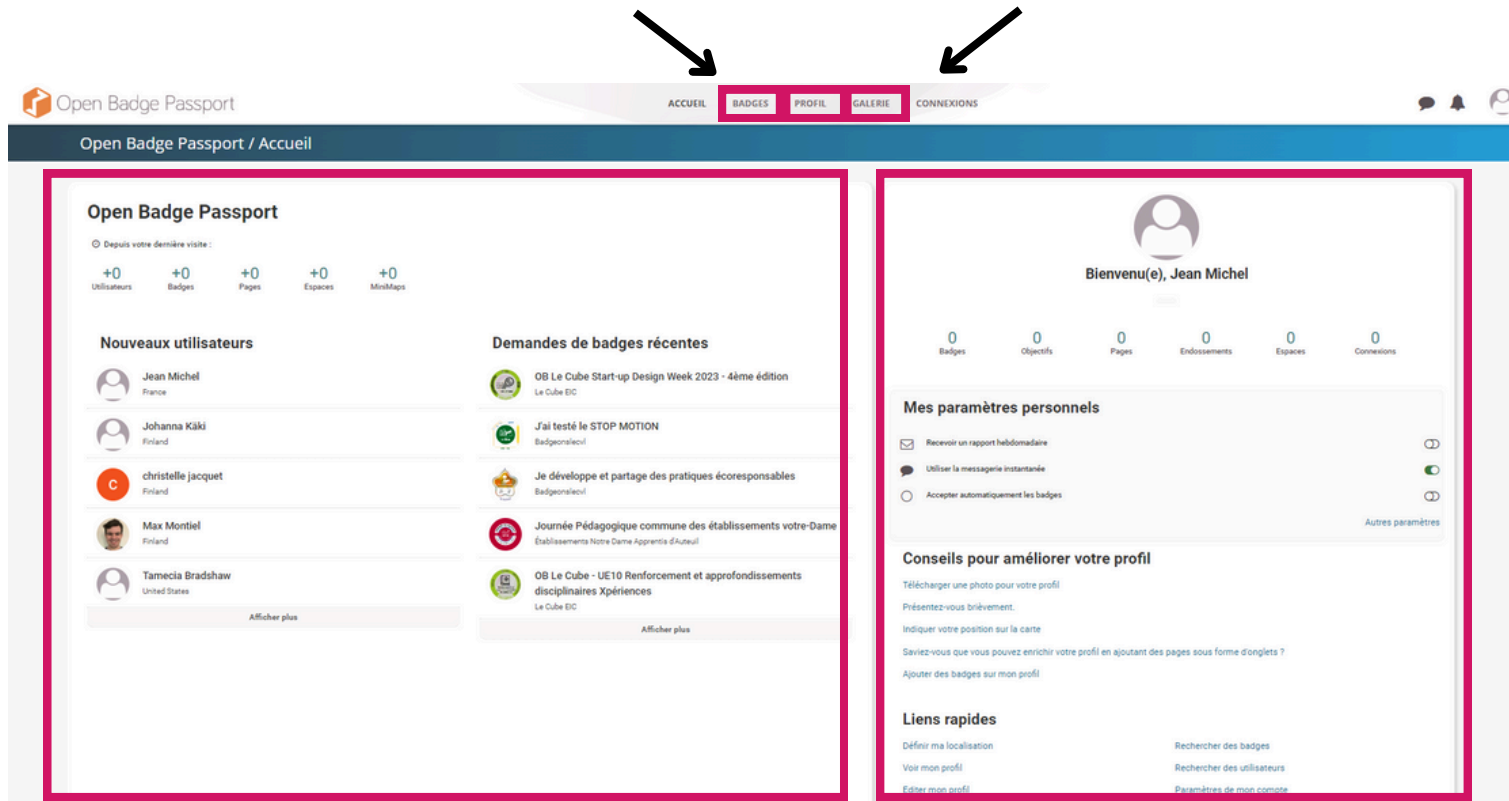 Open Badge Passport
ACCUEIL BADGES PROFIL GALERIE CONNEXIONS
Open Badge Passport / Accueil
Open Badge Passport
Depuis votre dernière visite :
+0 +0 +0 +0 +0
Utilisateurs Badges Pages Espaces MiniMaps
Nouveaux utilisateurs
Jean Michel
France
Johanna Käki
Finland
C
christelle jacquet
Finland
Max Montiel
Finland
Tamecia Bradshaw
United States
Afficher plus
Demandes de badges récentes
OB Le Cube Start-up Design Week 2023 - 4ème édition
Le Cube EIC
J'ai testé le STOP MOTION
Badgeonslecvl
Je développe et partage des pratiques écoresponsables
Badgeonslecvl
Journée Pédagogique commune des établissements votre-Dame
Établissements Notre Dame Apprentis d'Auteuil
OB Le Cube - UE10 Renforcement et approfondissements
disciplinaires Xpériences
Le Cube EIC
Afficher plus
Bienvenu(e), Jean Michel
0 0 0 0 0 0
Badges Objectifs Pages Endossements Espaces Connexions
Mes paramètres personnels
Recevoir un rapport hebdomadaire
Utiliser la messagerie instantanée
Accepter automatiquement les badges
Autres paramètres
Conseils pour améliorer votre profil
Télécharger une photo pour votre profil
Présentez-vous brièvement.
Indiquer votre position sur la carte
Saviez-vous que vous pouvez enrichir votre profil en ajoutant des pages sous forme d'onglets ?
Ajouter des badges sur mon profil
Liens rapides
Définir ma localisation
Voir mon profil
Éditer mon profil
Rechercher des badges
Rechercher des utilisateurs
Paramètres de mon compte